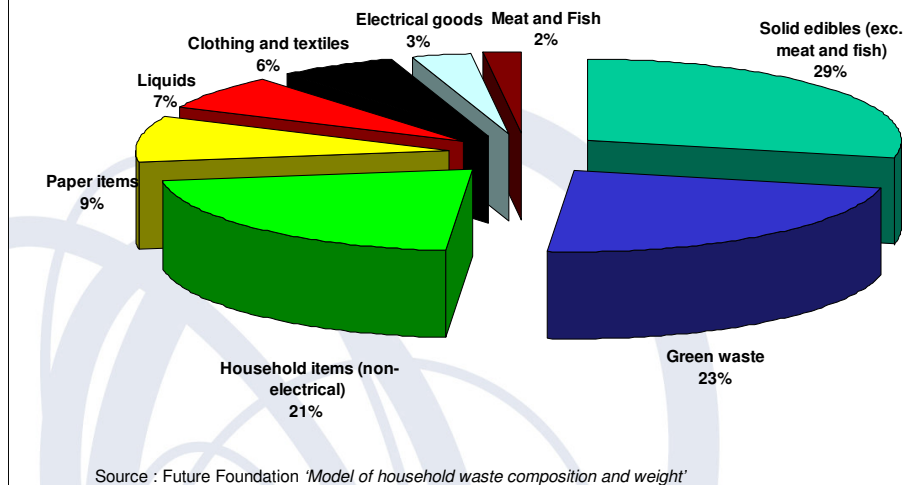 Electrical goods
3%
Meat and Fish
2%
Clothing and textiles
6%
Solid edibles (exc.
meat and fish)
29%
Liquids
7%
Paper items
9%
Household items (non-
electrical)
21%
Green waste
23%
Source : Future Foundation 'Model of household waste composition and weight'